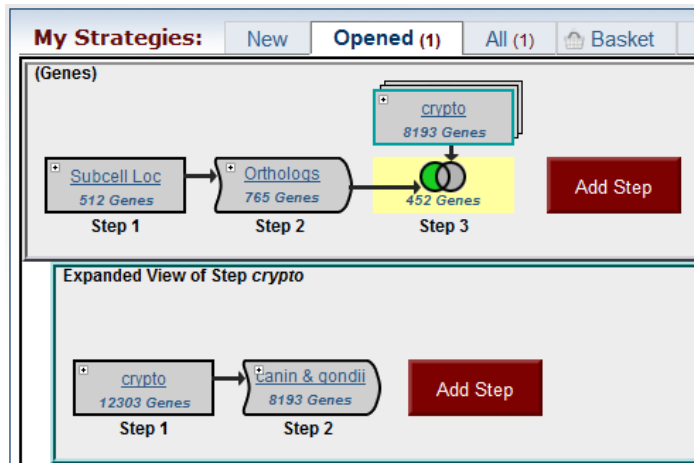 My Strategies: New Opened (1) All (1) Basket
(Genes)
crypto
8193 Genes
Subcell Loc
512 Genes
Step 1
Orthologs
765 Genes
Step 2
452 Genes
Step 3
Add Step
Expanded View of Step crypto
crypto
12303 Genes
Step 1
canin & gondii
8193 Genes
Step 2
Add Step